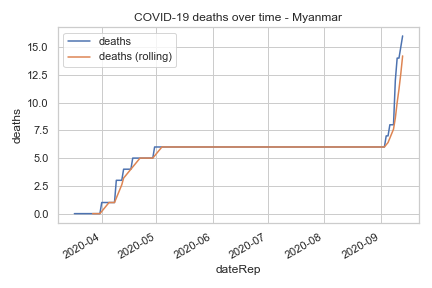 COVID-19 deaths over time - Myanmar
deaths
deaths (rolling)
15.0
12.5
10.0
7.5
5.0
2.5
0.0
deaths
2020-04
2020-05
2020-06
2020-07
2020-08
2020-09
dateRep